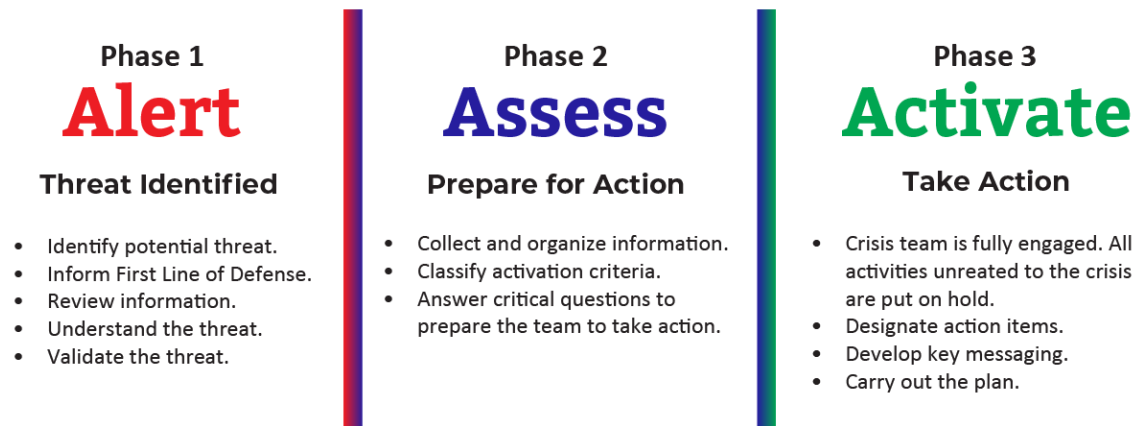 Phase 1
Alert
Threat Identified
• Identify potential threat.
• Inform First Line of Defense.
• Review information.
• Understand the threat.
• Validate the threat.
Phase 2
Assess
Prepare for Action
• Collect and organize information.
• Classify activation criteria.
• Answer critical questions to
prepare the team to take action.
Phase 3
Activate
Take Action
• Crisis team is fully engaged. All
activities unreated to the crisis
are put on hold.
• Designate action items.
• Develop key messaging.
• Carry out the plan.